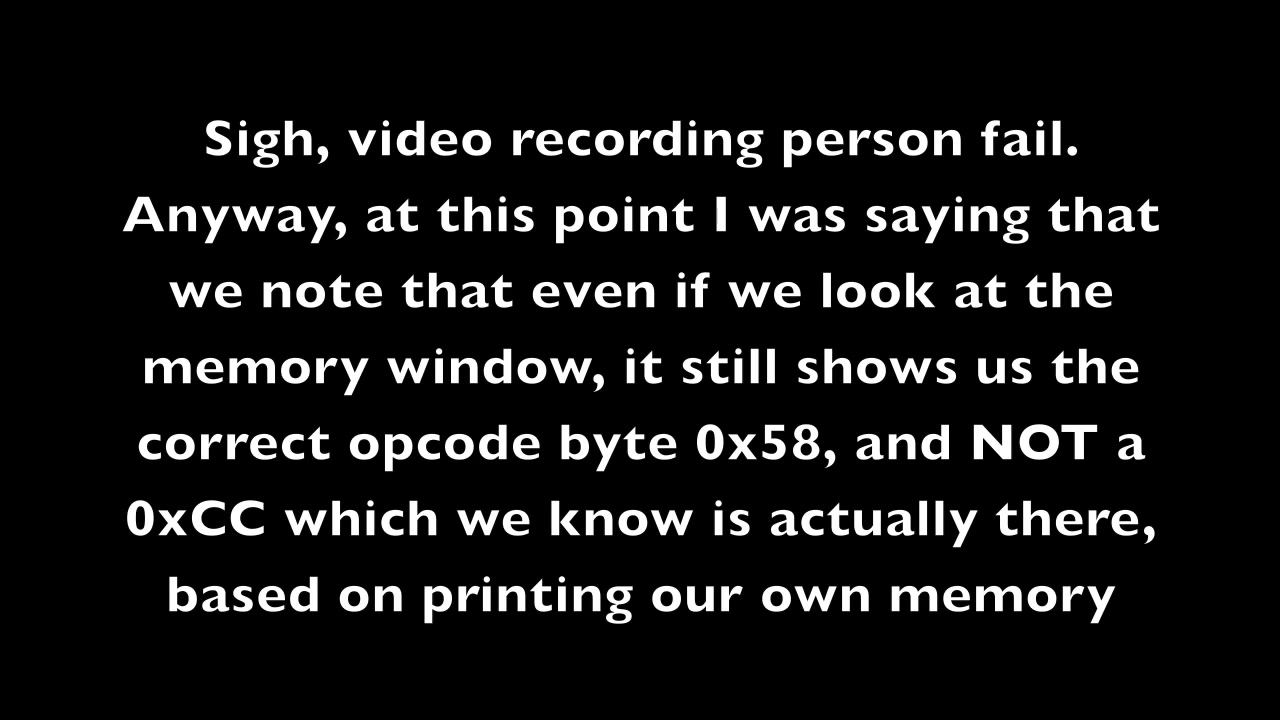 Sigh, video recording person fail.
Anyway, at this point I was saying that
we note that even if we look at the
memory window, it still shows us the
correct opcode byte 0x58, and NOT a
0xCC which we know is actually there,
based on printing our own memory